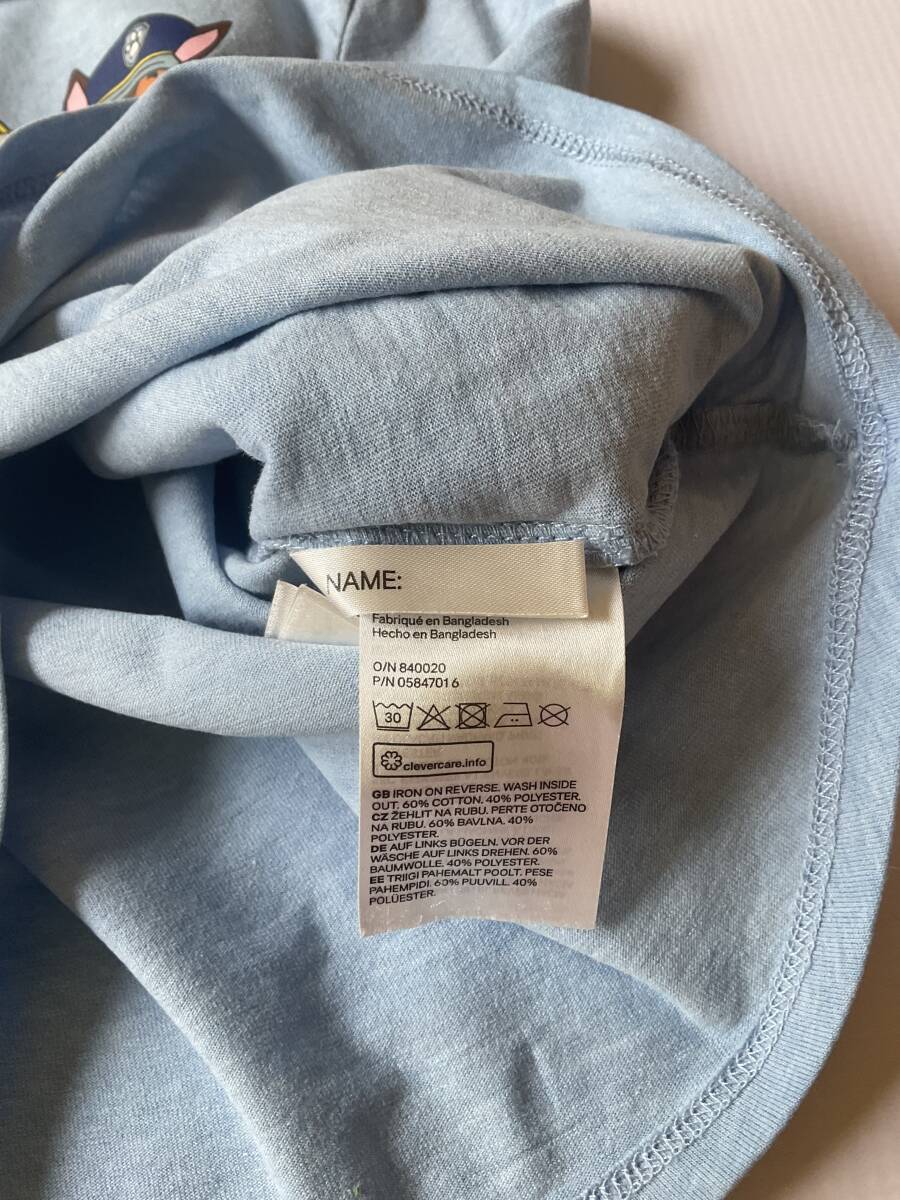 NAME:
Fabriqué en Bangladesh
Hecho en Bangladesh
O/N 840020
P/N 05847016
30
clevercare.info
GB IRON ON REVERSE. WASH INSIDE
OUT. 60% COTTON. 40% POLYESTER.
CZ ŽEHLIT NA RUBU. PERTE OTOČENO
NA RUBU. 60% BAVLNA. 40%
POLYESTER.
DE AUF LINKS BÜGELN. VOR DER
WÄSCHE AUF LINKS DREHEN. 60%
BAUMWOLLE. 40% POLYESTER.
EE TRIIGI PAHEMALT POOLT. PESE
PAHEMPIDI. 60% PUUVILL. 40%
POLÜESTER.